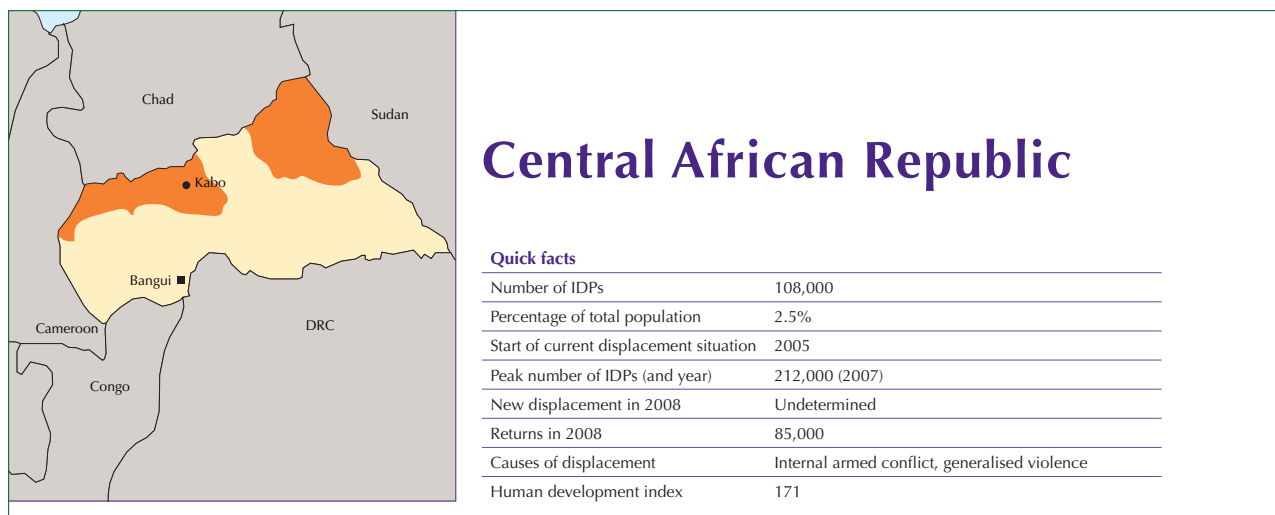 Chad
Sudan
Kabo
Bangui
Cameroon
DRC
Congo
Central African Republic
Quick facts
Number of IDPs 108,000
Percentage of total population 2.5%
Start of current displacement situation 2005
Peak number of IDPs (and year) 212,000 (2007)
New displacement in 2008 Undetermined
Returns in 2008 85,000
Causes of displacement Internal armed conflict, generalised violence
Human development index 171